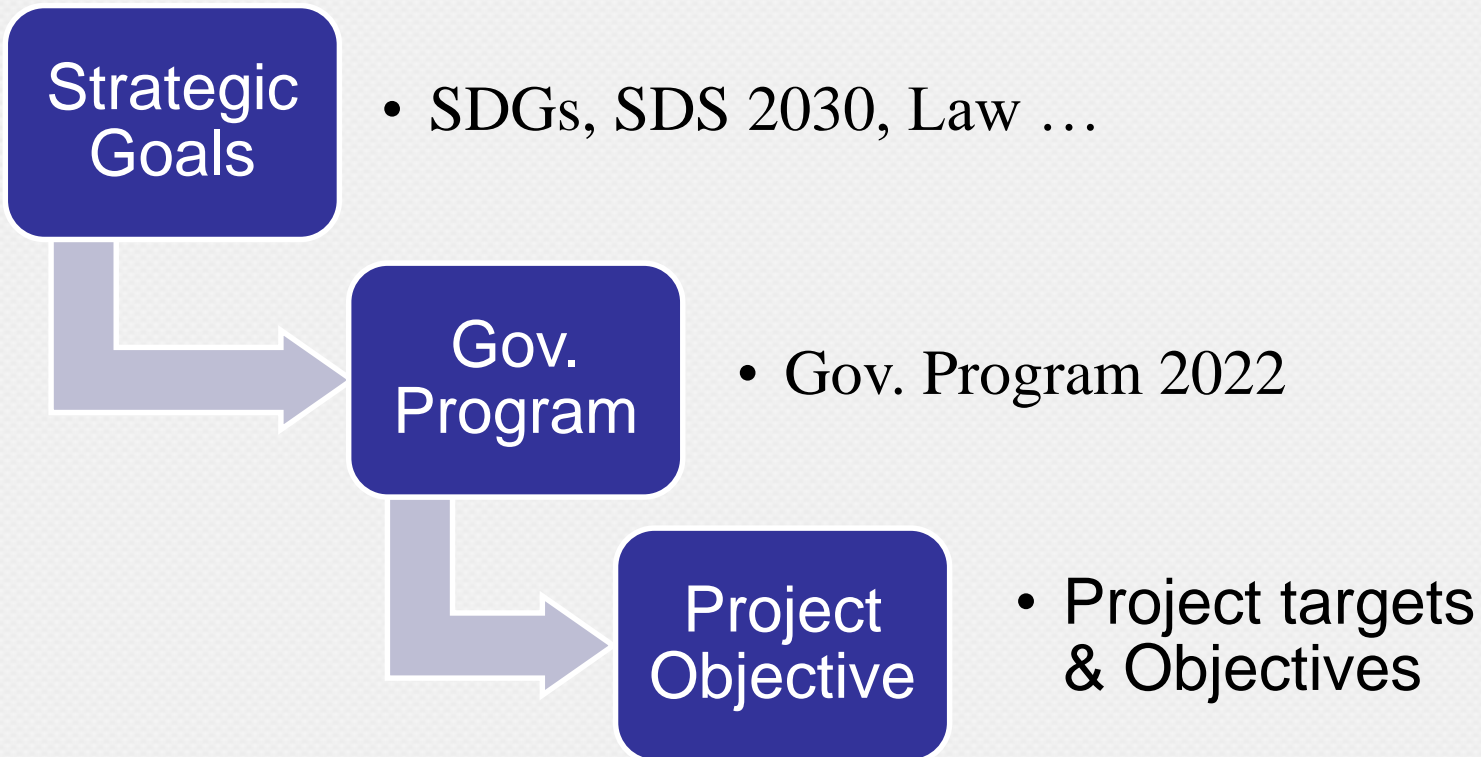 Strategic
Goals
• SDGs, SDS 2030, Law …
Gov.
Program
• Gov. Program 2022
Project
Objective
• Project targets
& Objectives